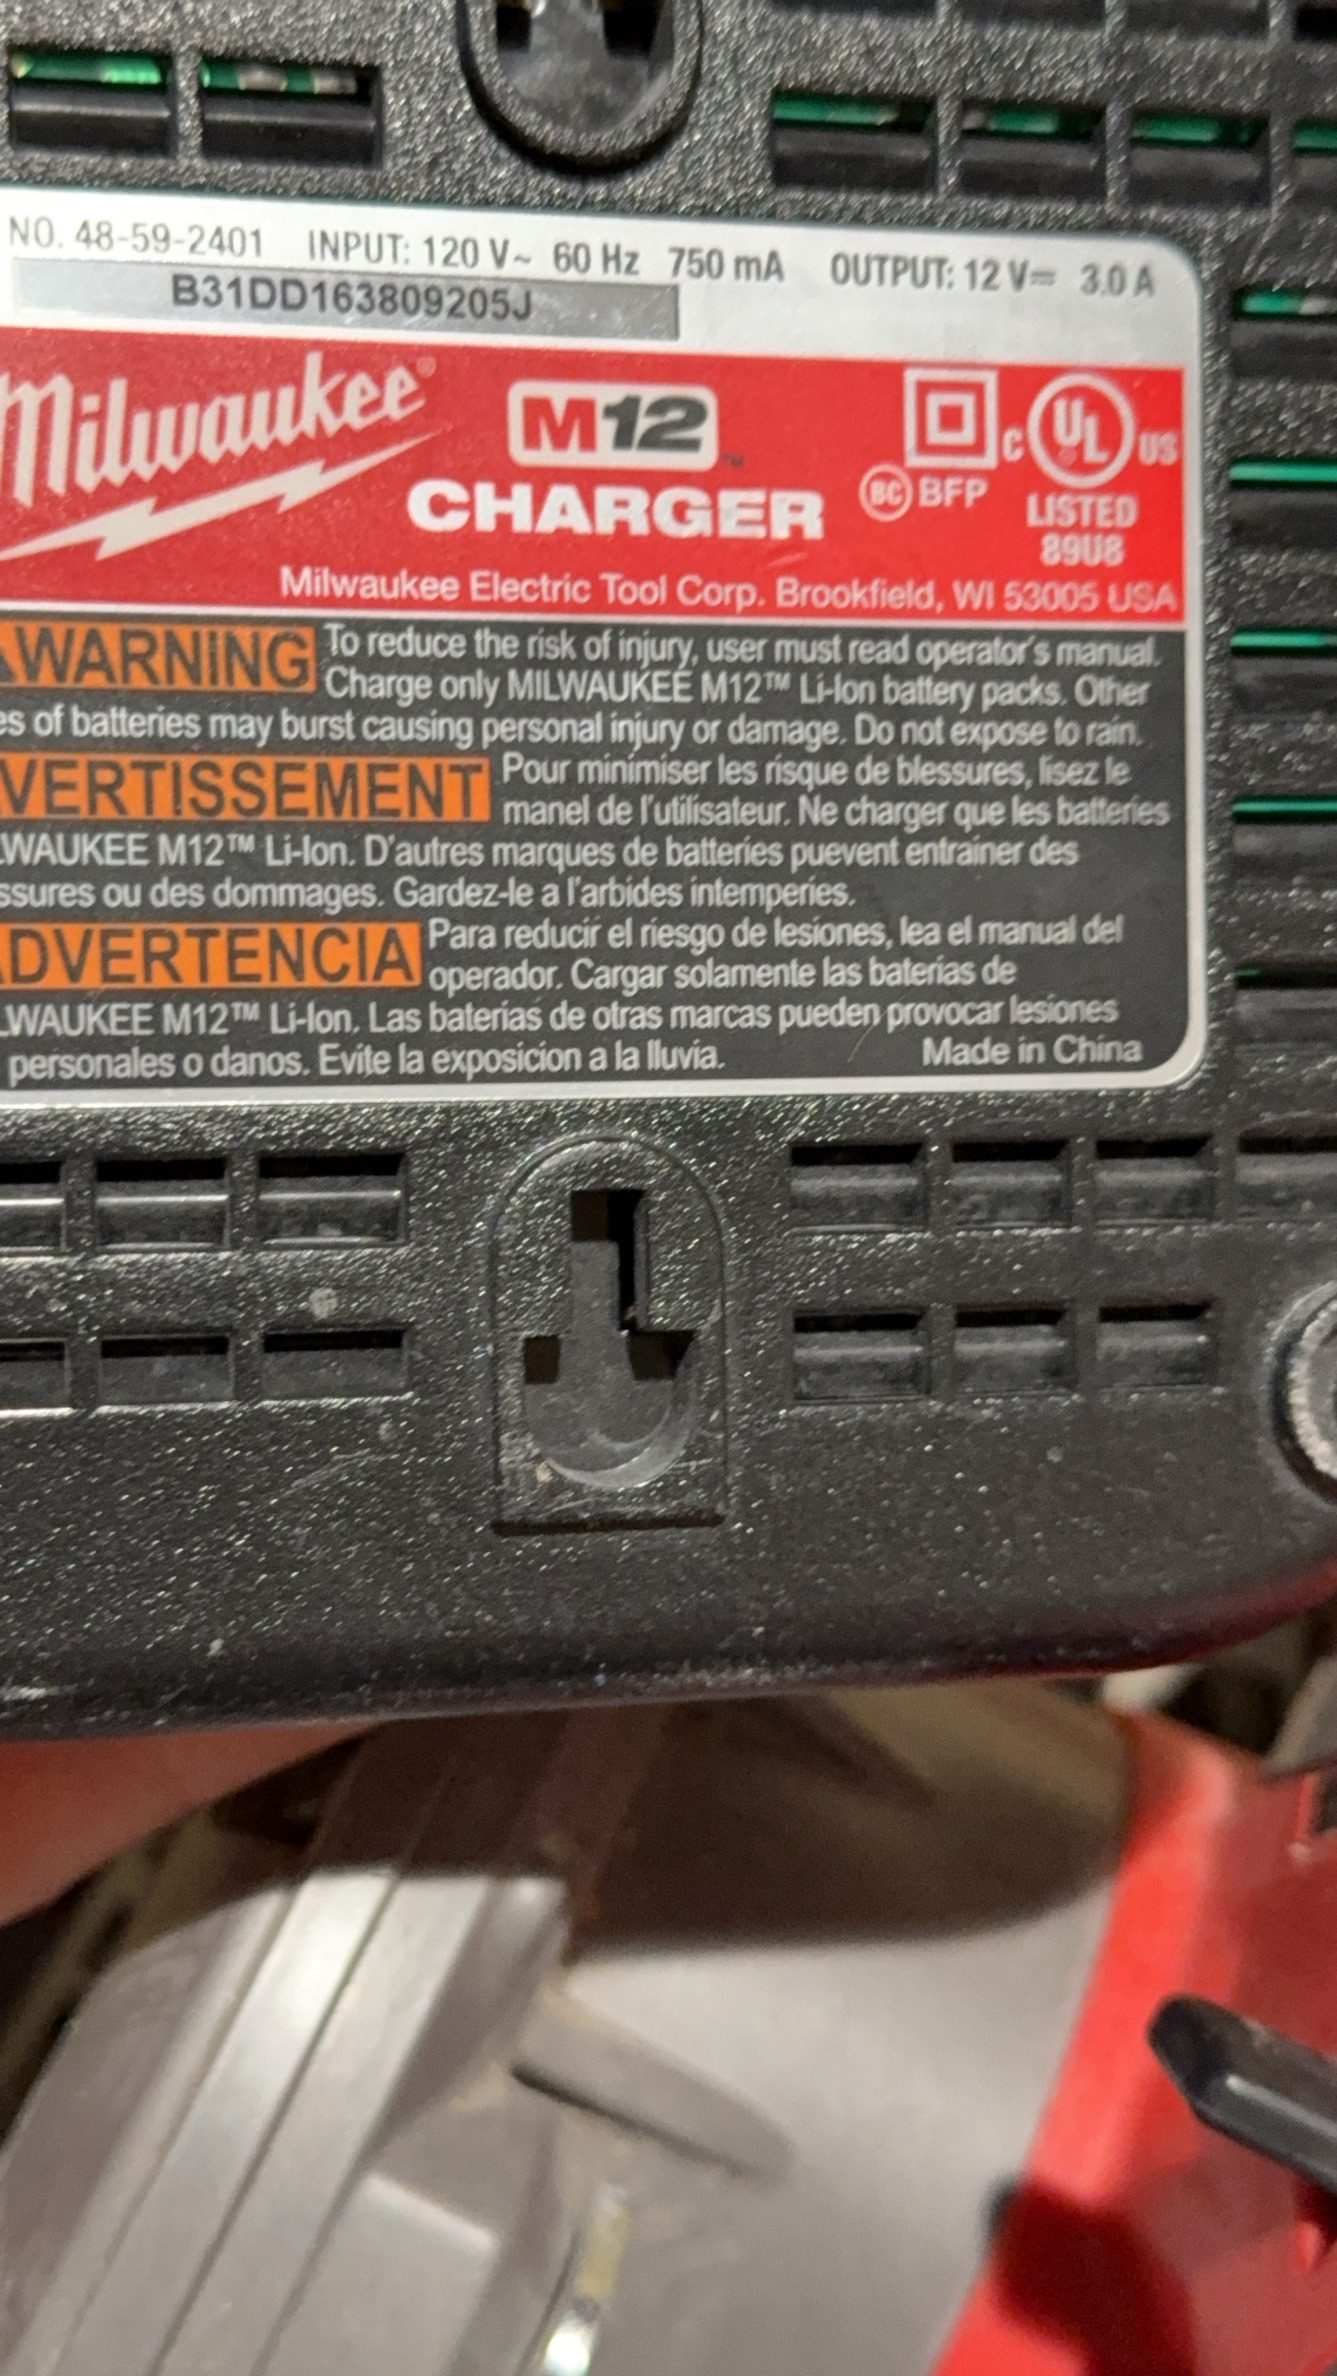 NO. 48-59-2401 INPUT: 120 V~ 60 Hz 750 mA OUTPUT: 12 V⎓ 3.0 A
B31DD163809205J
Milwaukee®
M12™
CHARGER
BC BFP
C UL US
LISTED
89U8
Milwaukee Electric Tool Corp. Brookfield, WI 53005 USA
WARNING To reduce the risk of injury, user must read operator's manual.
Charge only MILWAUKEE M12™ Li-Ion battery packs. Other
es of batteries may burst causing personal injury or damage. Do not expose to rain.
VERTISSEMENT Pour minimiser les risque de blessures, lisez le
manel de l'utilisateur. Ne charger que les batteries
WAUKEE M12™ Li-Ion. D'autres marques de batteries puevent entrainer des
ssures ou des dommages. Gardez-le a l'arbides intemperies.
ADVERTENCIA Para reducir el riesgo de lesiones, lea el manual del
operador. Cargar solamente las baterias de
WAUKEE M12™ Li-Ion. Las baterias de otras marcas pueden provocar lesiones
personales o danos. Evite la exposicion a la lluvia. Made in China